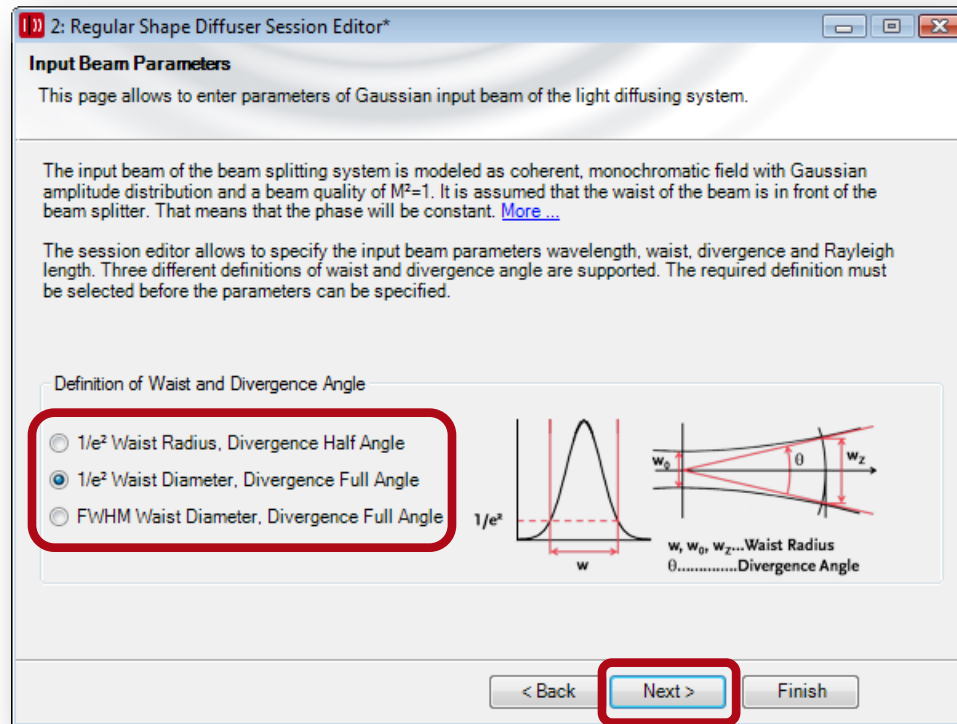 2: Regular Shape Diffuser Session Editor*
Input Beam Parameters
This page allows to enter parameters of Gaussian input beam of the light diffusing system.
The input beam of the beam splitting system is modeled as coherent, monochromatic field with Gaussian
amplitude distribution and a beam quality of M²=1. It is assumed that the waist of the beam is in front of the
beam splitter. That means that the phase will be constant. More ...
The session editor allows to specify the input beam parameters wavelength, waist, divergence and Rayleigh
length. Three different definitions of waist and divergence angle are supported. The required definition must
be selected before the parameters can be specified.
Definition of Waist and Divergence Angle
1/e² Waist Radius, Divergence Half Angle
1/e² Waist Diameter, Divergence Full Angle
FWHM Waist Diameter, Divergence Full Angle
1/e²
w
w₀
θ
w_Z
w, w₀, w_Z...Waist Radius
θ..............Divergence Angle
< Back
Next >
Finish